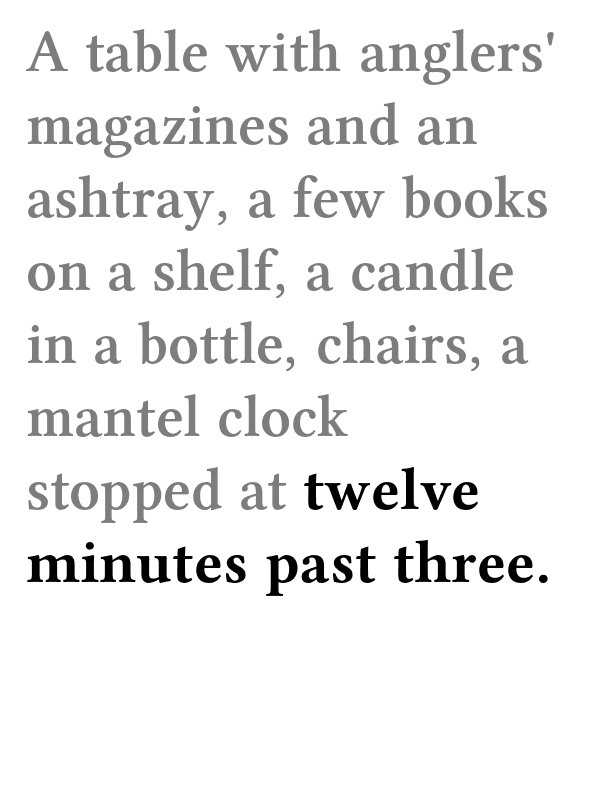 A table with anglers'
magazines and an
ashtray, a few books
on a shelf, a candle
in a bottle, chairs, a
mantel clock
stopped at twelve
minutes past three.